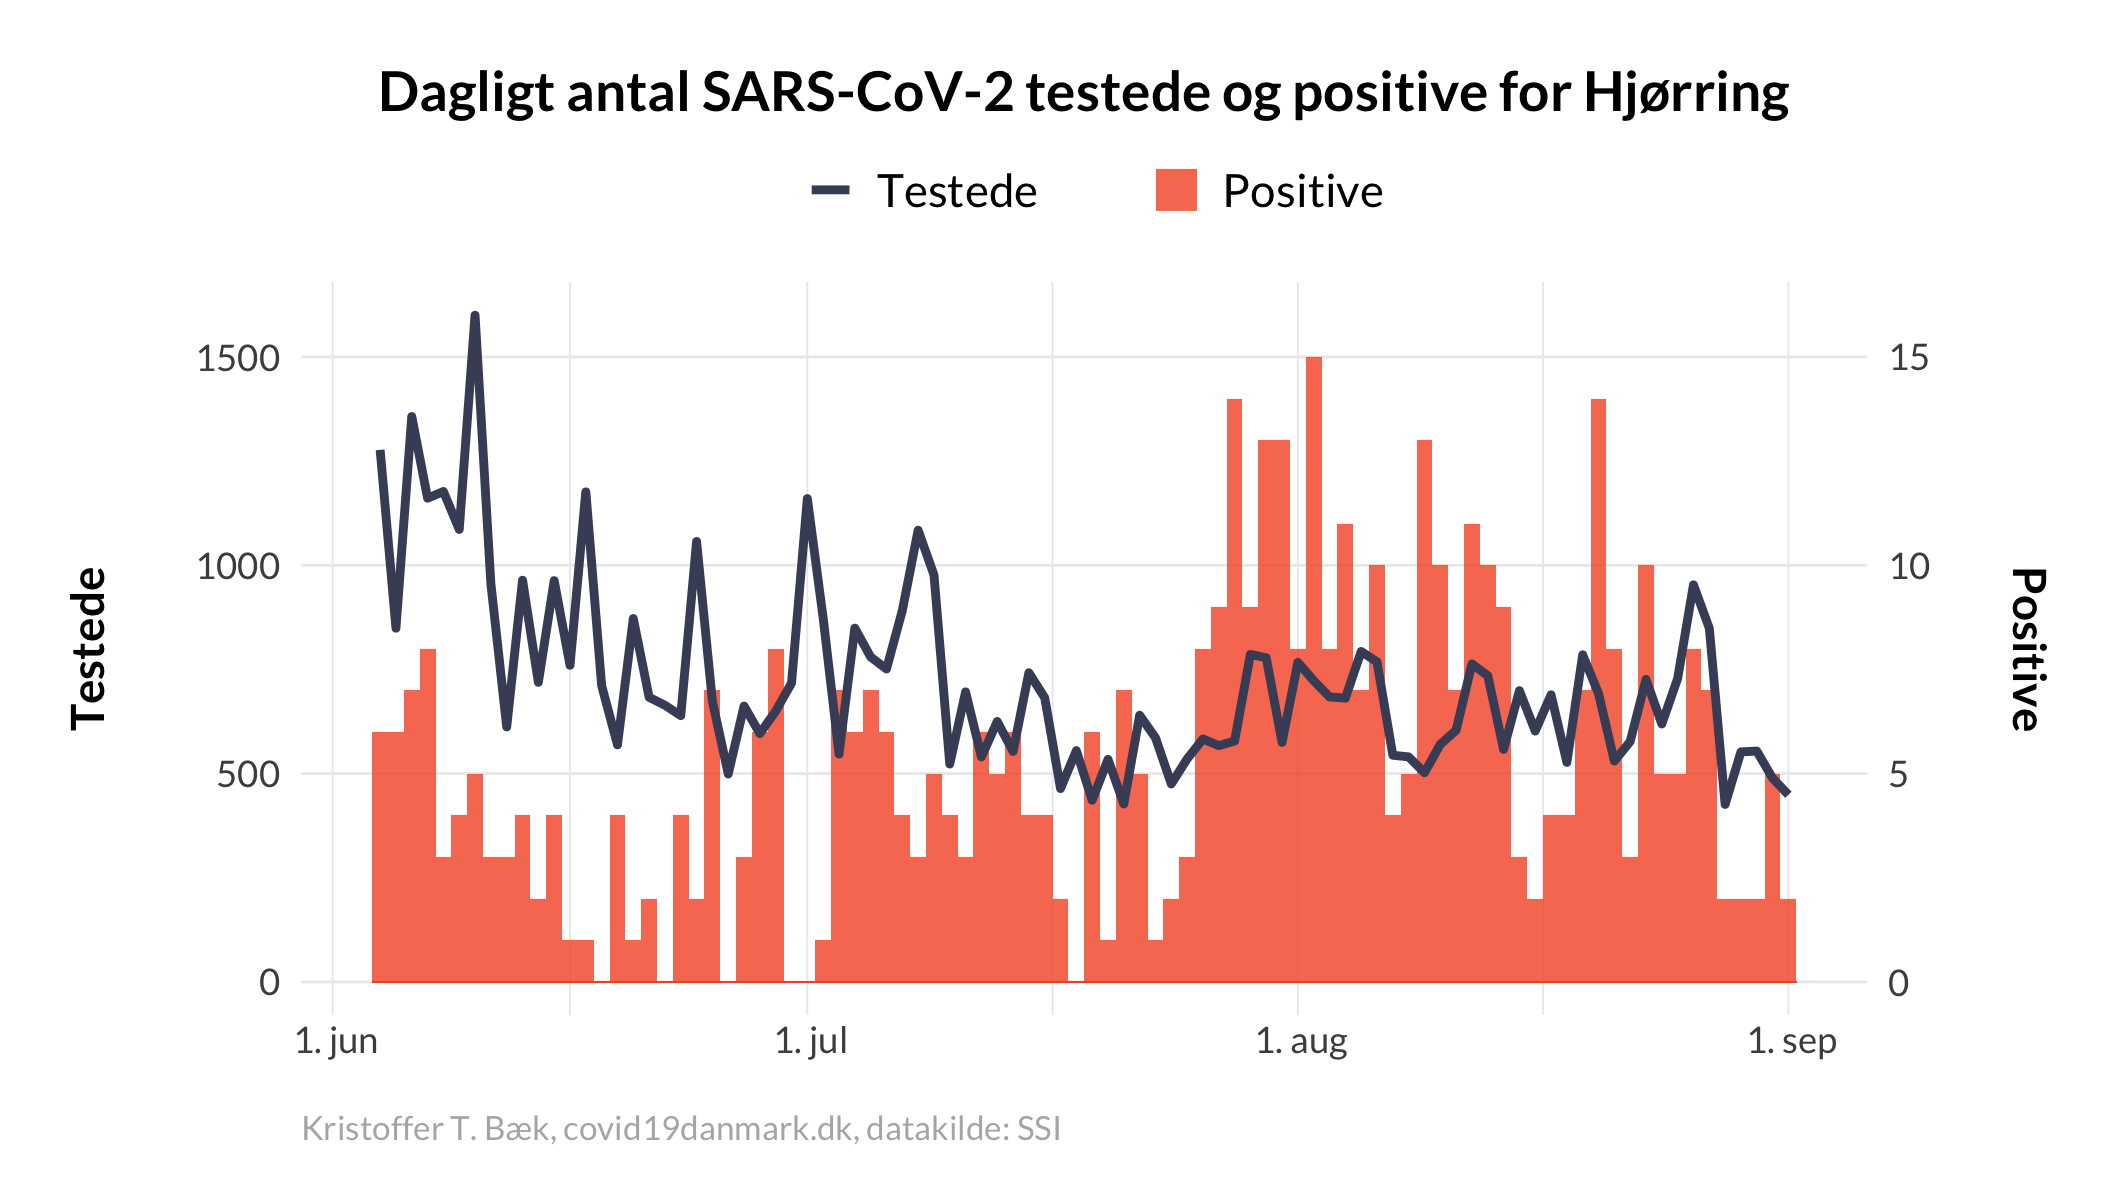 Dagligt antal SARS-CoV-2 testede og positive for Hjørring
Testede
Positive
1500
1000
500
0
15
10
5
0
Testede
Positive
1. jun
1. jul
1. aug
1. sep
Kristoffer T. Bæk, covid19danmark.dk, datakilde: SSI